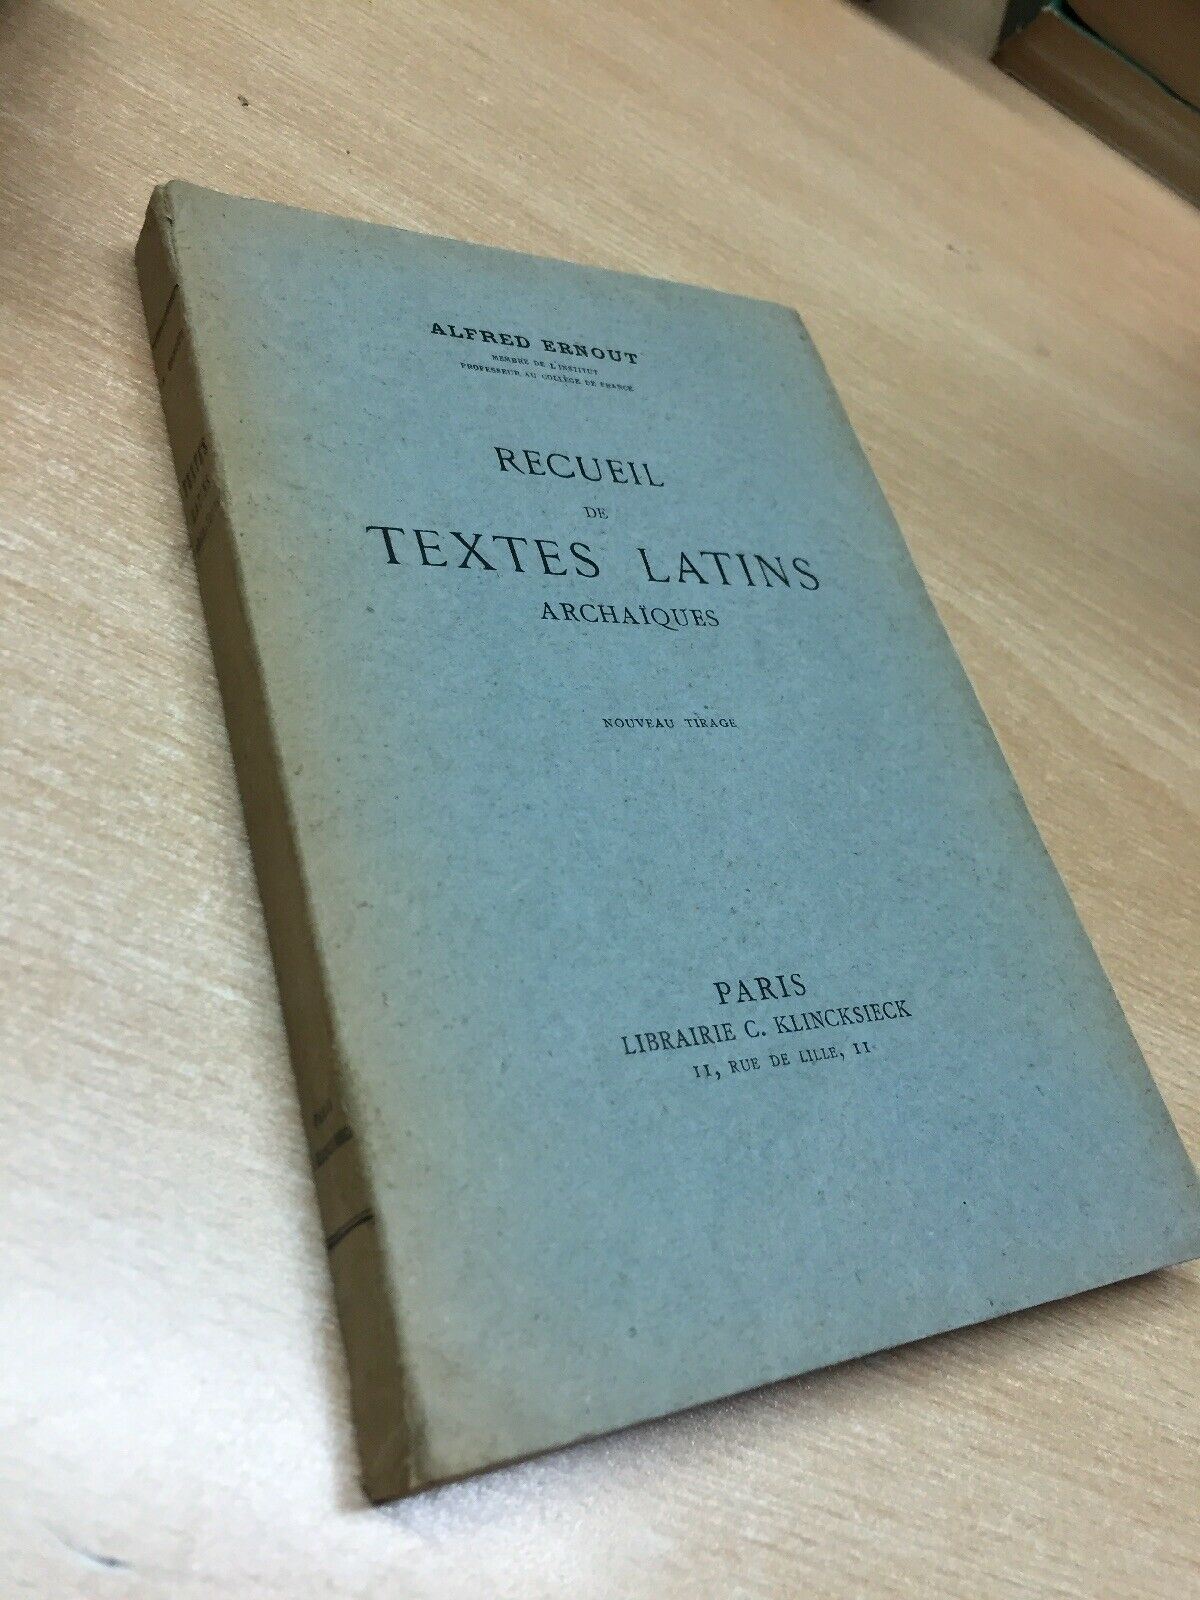 ALFRED ERNOUT
MEMBRE DE L'INSTITUT
PROFESSEUR AU COLLÈGE DE FRANCE
RECUEIL
DE
TEXTES LATINS
ARCHAÏQUES
NOUVEAU TIRAGE
PARIS
LIBRAIRIE C. KLINCKSIECK
11, RUE DE LILLE, 11